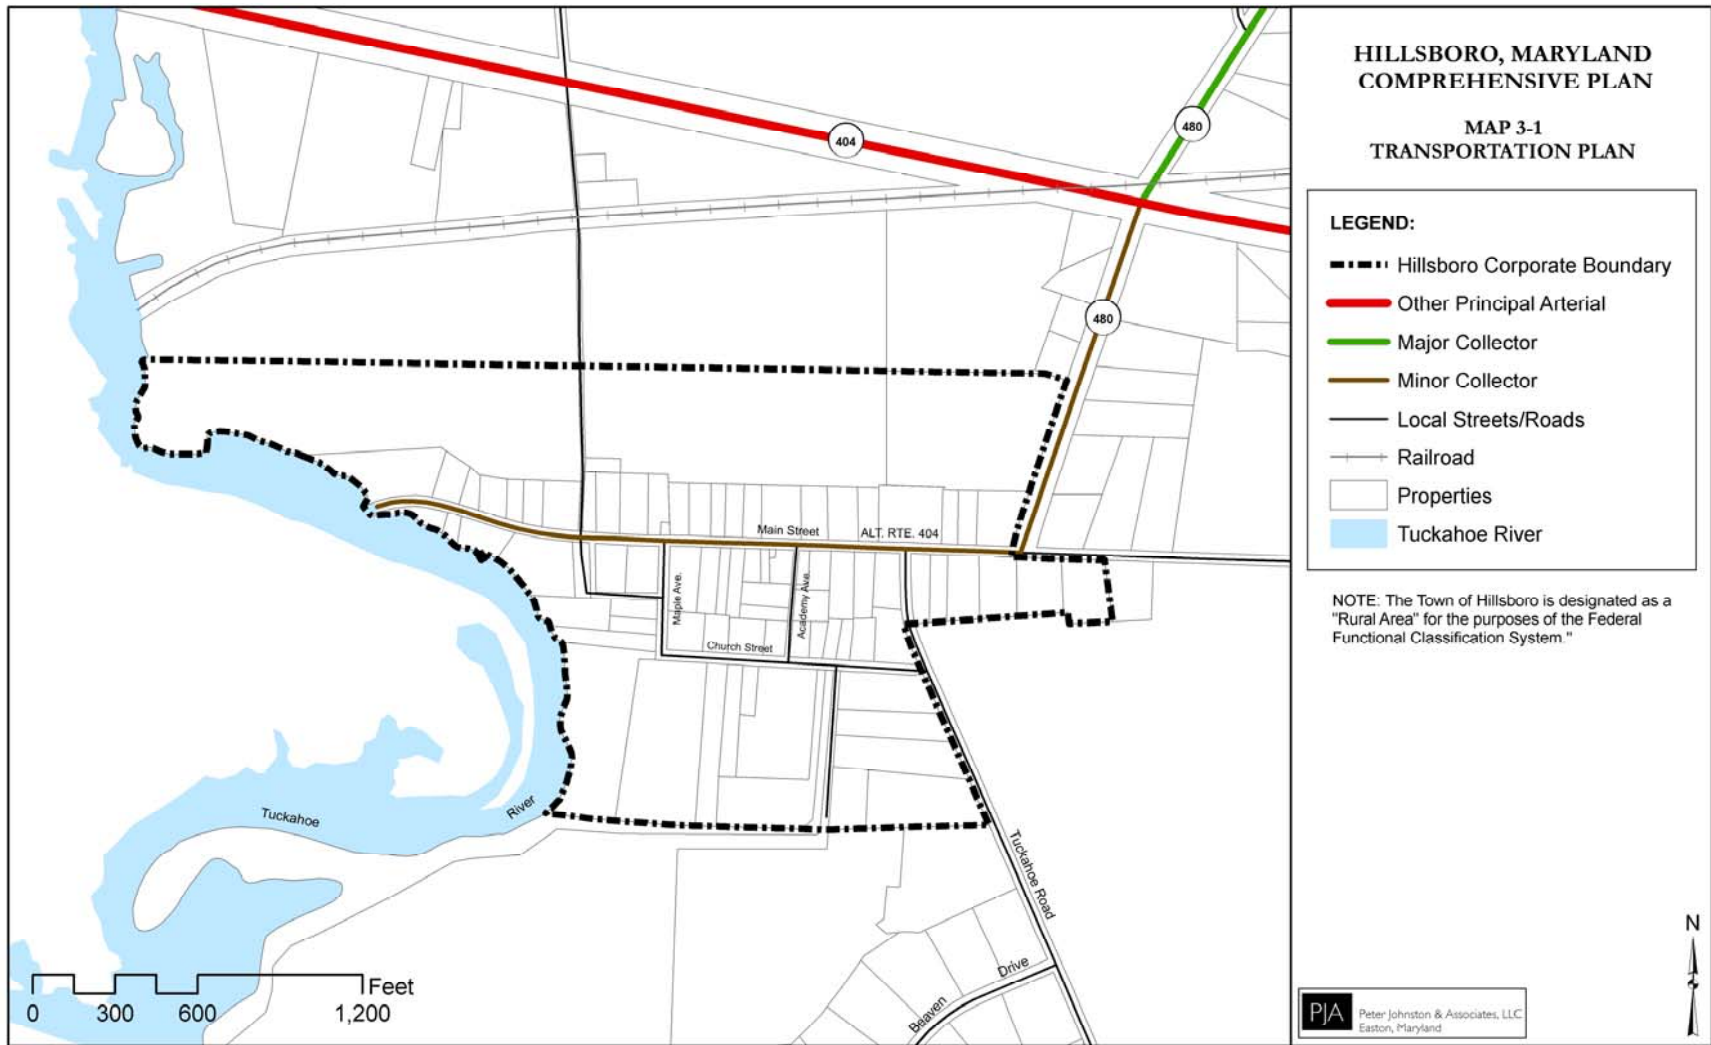 HILLSBORO, MARYLAND
COMPREHENSIVE PLAN
MAP 3-1
TRANSPORTATION PLAN
LEGEND:
Hillsboro Corporate Boundary
Other Principal Arterial
Major Collector
Minor Collector
Local Streets/Roads
Railroad
Properties
Tuckahoe River
NOTE: The Town of Hillsboro is designated as a
"Rural Area" for the purposes of the Federal
Functional Classification System."
404
480
480
Main Street
ALT. RTE. 404
Maple Ave.
Academy Ave.
Church Street
Tuckahoe
River
Tuckahoe Road
Beaven
Drive
Feet
0
300
600
1,200
N
PJA
Peter Johnston & Associates, LLC
Easton, Maryland